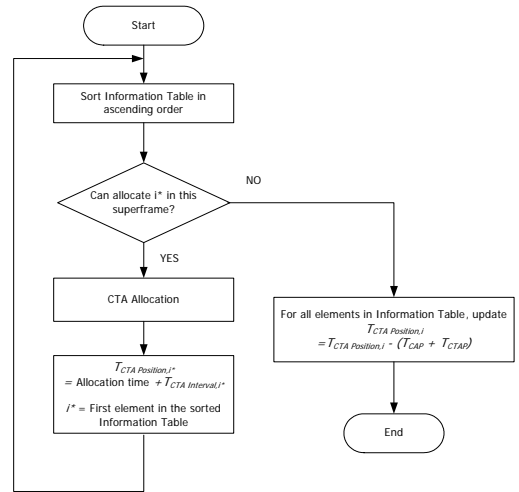 Start
Sort Information Table in
ascending order
Can allocate i* in this
superframe?
NO
YES
CTA Allocation
For all elements in Information Table, update
T_CTA Position,i
=T_CTA Position,i - (T_CAP + T_CTAP)
T_CTA Position,i*
= Allocation time +T_CTA Interval,i*
i* = First element in the sorted
Information Table
End